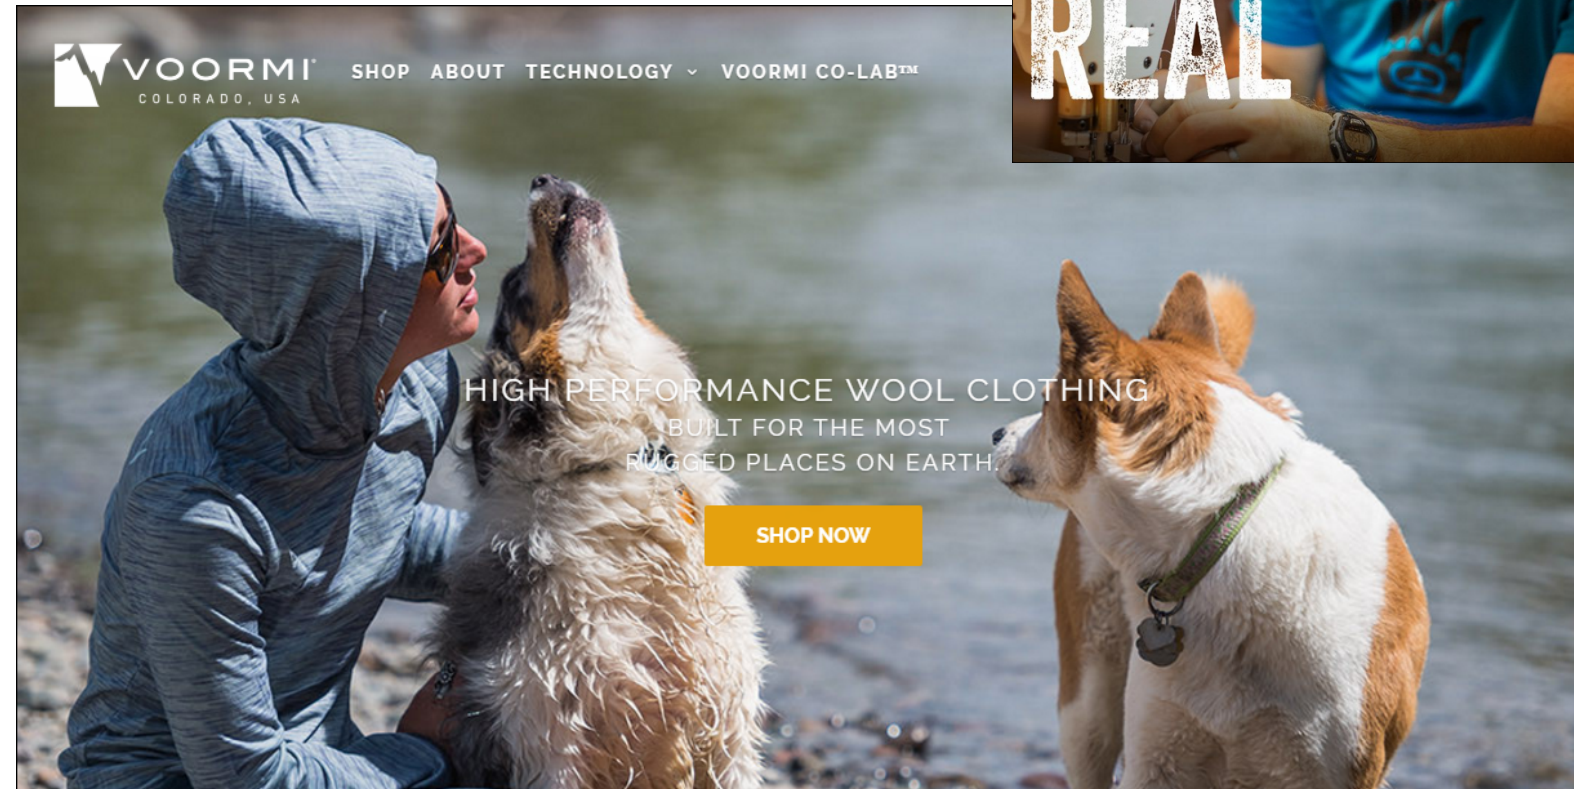 REAL
VOORMI
COLORADO, USA
SHOP ABOUT TECHNOLOGY VOORMI CO-LAB™
HIGH PERFORMANCE WOOL CLOTHING
BUILT FOR THE MOST
RUGGED PLACES ON EARTH.
SHOP NOW